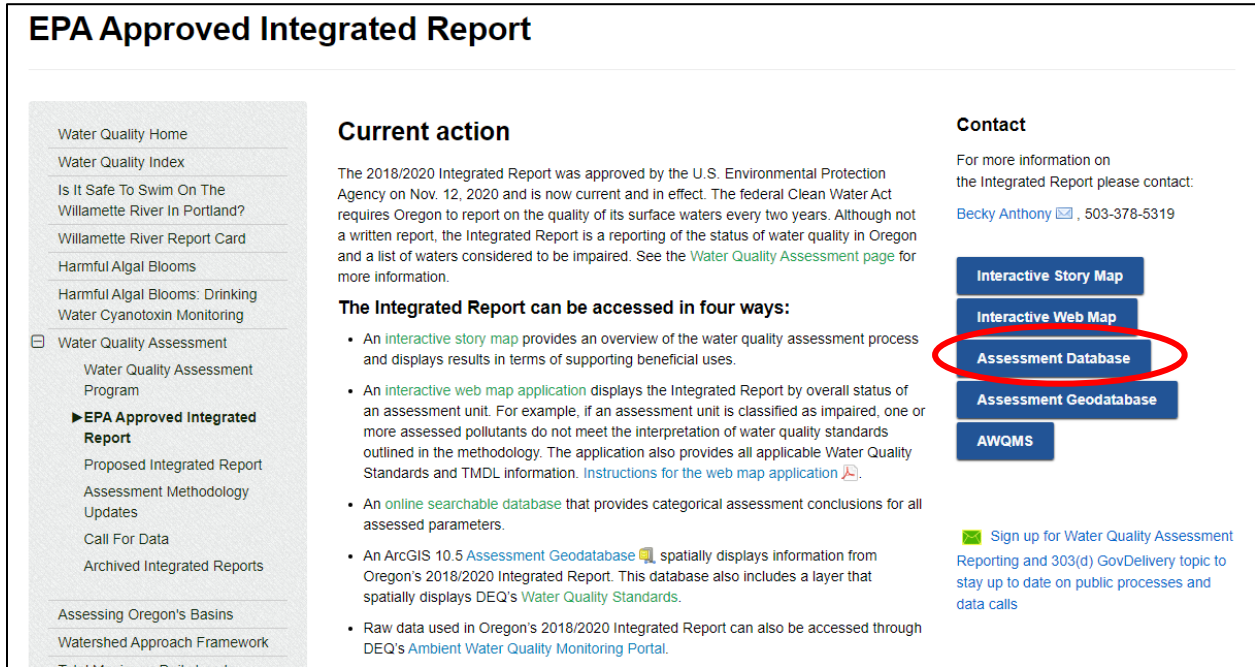 EPA Approved Integrated Report
Water Quality Home
Water Quality Index
Is It Safe To Swim On The
Willamette River In Portland?
Willamette River Report Card
Harmful Algal Blooms
Harmful Algal Blooms: Drinking
Water Cyanotoxin Monitoring
Water Quality Assessment
Water Quality Assessment
Program
EPA Approved Integrated
Report
Proposed Integrated Report
Assessment Methodology
Updates
Call For Data
Archived Integrated Reports
Assessing Oregon's Basins
Watershed Approach Framework
Current action
The 2018/2020 Integrated Report was approved by the U.S. Environmental Protection
Agency on Nov. 12, 2020 and is now current and in effect. The federal Clean Water Act
requires Oregon to report on the quality of its surface waters every two years. Although not
a written report, the Integrated Report is a reporting of the status of water quality in Oregon
and a list of waters considered to be impaired. See the Water Quality Assessment page for
more information.
The Integrated Report can be accessed in four ways:
• An interactive story map provides an overview of the water quality assessment process
and displays results in terms of supporting beneficial uses.
• An interactive web map application displays the Integrated Report by overall status of
an assessment unit. For example, if an assessment unit is classified as impaired, one or
more assessed pollutants do not meet the interpretation of water quality standards
outlined in the methodology. The application also provides all applicable Water Quality
Standards and TMDL information. Instructions for the web map application.
• An online searchable database that provides categorical assessment conclusions for all
assessed parameters.
• An ArcGIS 10.5 Assessment Geodatabase spatially displays information from
Oregon's 2018/2020 Integrated Report. This database also includes a layer that
spatially displays DEQ's Water Quality Standards.
• Raw data used in Oregon's 2018/2020 Integrated Report can also be accessed through
DEQ's Ambient Water Quality Monitoring Portal.
Contact
For more information on
the Integrated Report please contact:
Becky Anthony , 503-378-5319
Interactive Story Map
Interactive Web Map
Assessment Database
Assessment Geodatabase
AWQMS
Sign up for Water Quality Assessment
Reporting and 303(d) GovDelivery topic to
stay up to date on public processes and
data calls